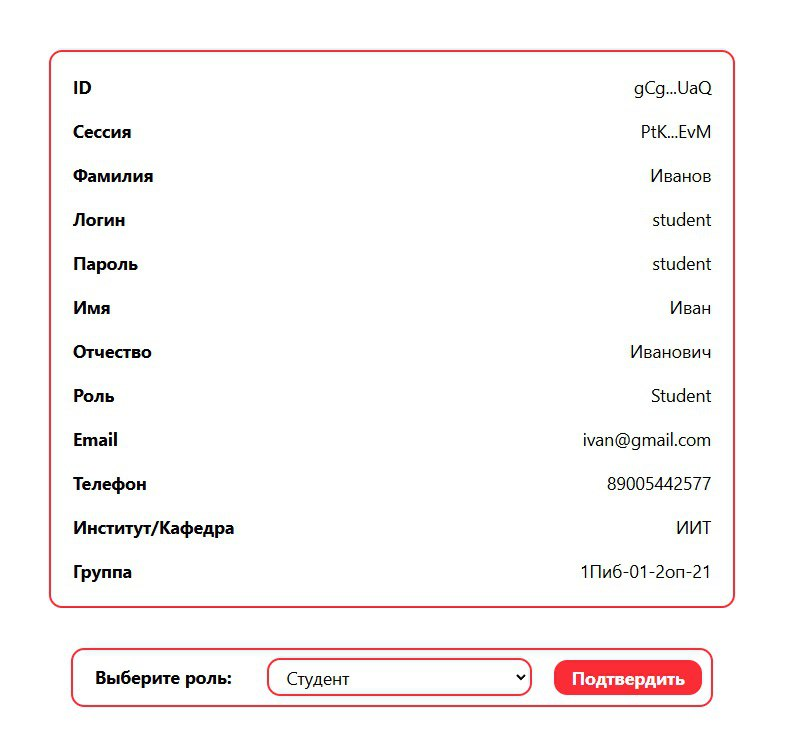 ID gCg...UaQ
Сессия PtK...EvM
Фамилия Иванов
Логин student
Пароль student
Имя Иван
Отчество Иванович
Роль Student
Email ivan@gmail.com
Телефон 89005442577
Институт/Кафедра ИИТ
Группа 1Пиб-01-2оп-21
Выберите роль: Студент Подтвердить